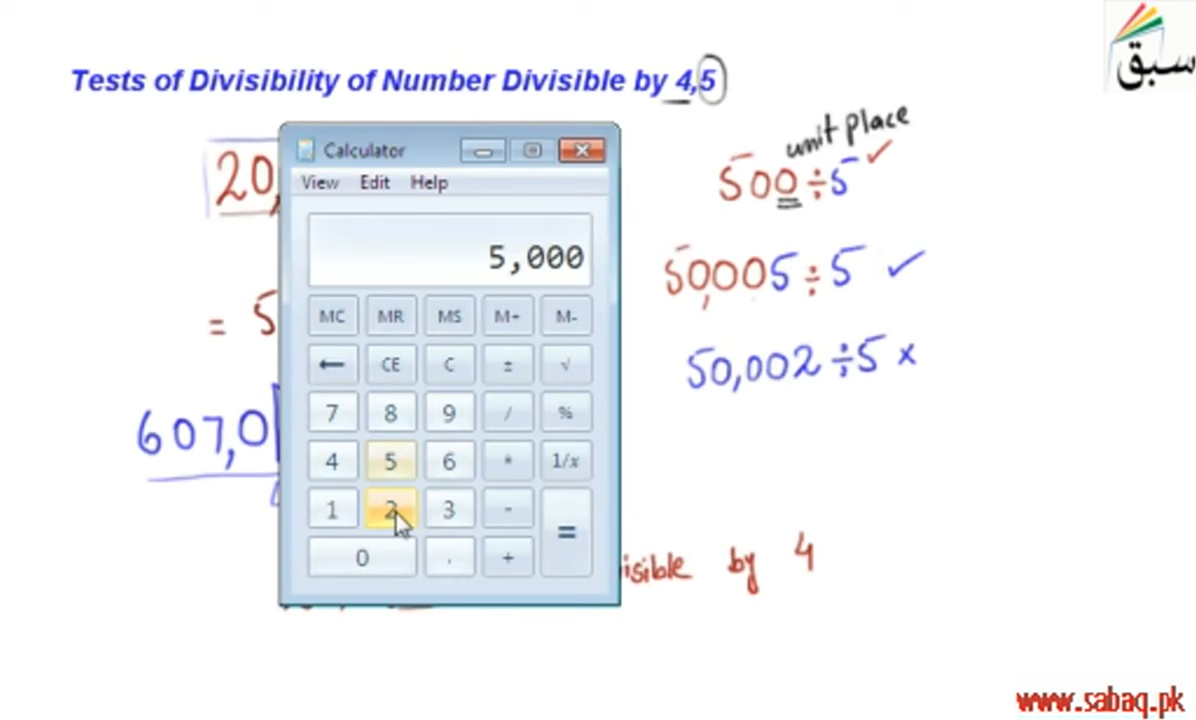 سبق
Tests of Divisibility of Number Divisible by 4,5
unit place
20,
500 ÷ 5 ✓
= 5
50,005 ÷ 5 ✓
50,002 ÷ 5 ×
607,0
by 4
Calculator
View Edit Help
5,000
MC MR MS M+ M-
← CE C ± √
7 8 9 / %
4 5 6 * 1/x
1 2 3 - =
0 . +
www.sabaq.pk